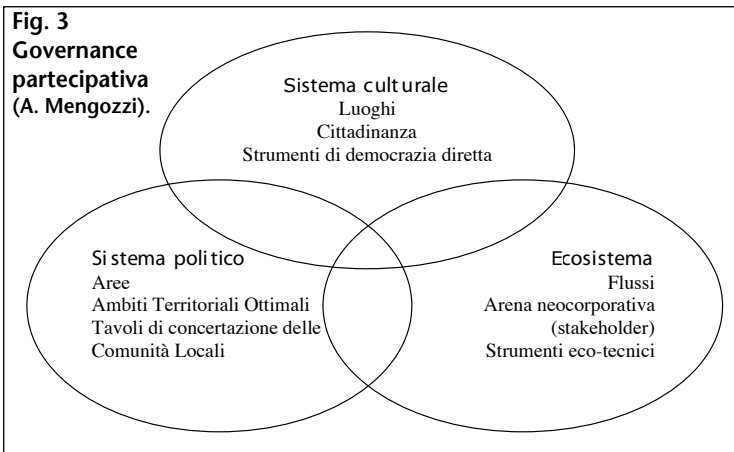 Fig. 3
Governance
partecipativa
(A. Mengozzi).
Sistema culturale
Luoghi
Cittadinanza
Strumenti di democrazia diretta
Sistema politico
Aree
Ambiti Territoriali Ottimali
Tavoli di concertazione delle
Comunità Locali
Ecosistema
Flussi
Arena neocorporativa
(stakeholder)
Strumenti eco-tecnici